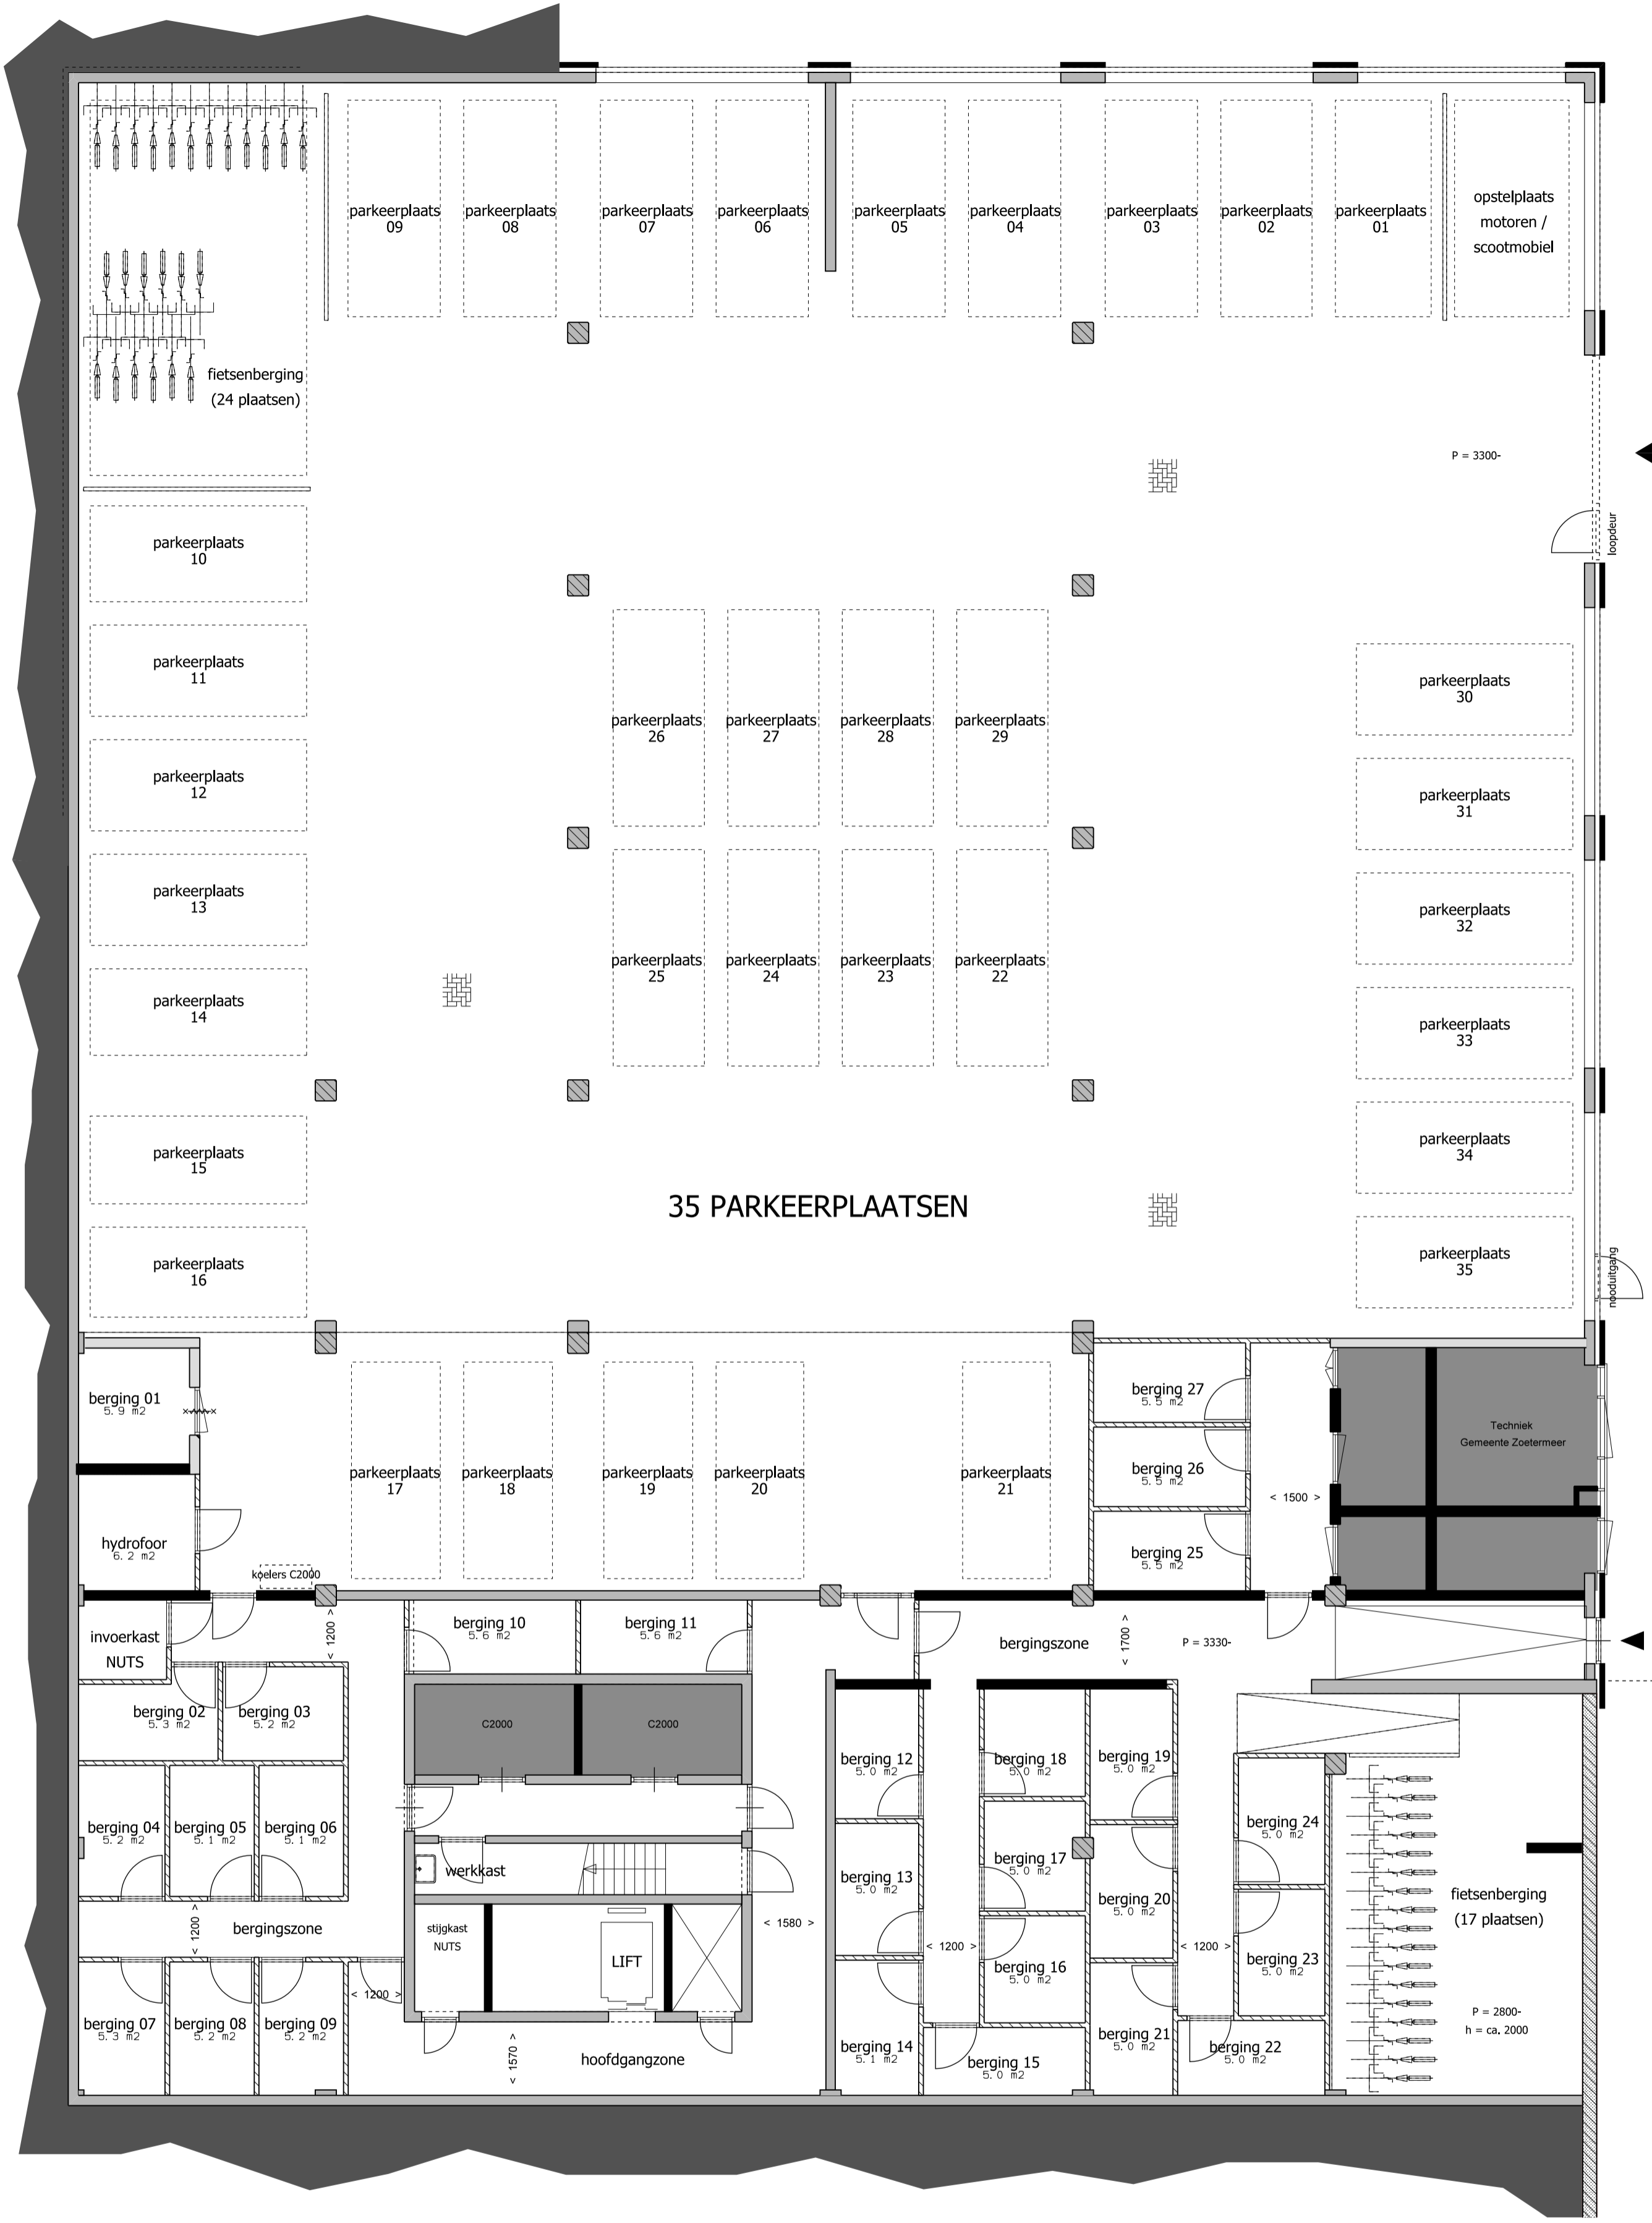 parkeerplaats
09
parkeerplaats
08
parkeerplaats
07
parkeerplaats
06
parkeerplaats
05
parkeerplaats
04
parkeerplaats
03
parkeerplaats
02
parkeerplaats
01
opstelplaats
motoren /
scootmobiel
fietsenberging
(24 plaatsen)
P = 3300-
loopdeur
parkeerplaats
10
parkeerplaats
11
parkeerplaats
12
parkeerplaats
13
parkeerplaats
14
parkeerplaats
15
parkeerplaats
16
parkeerplaats
26
parkeerplaats
27
parkeerplaats
28
parkeerplaats
29
parkeerplaats
25
parkeerplaats
24
parkeerplaats
23
parkeerplaats
22
parkeerplaats
30
parkeerplaats
31
parkeerplaats
32
parkeerplaats
33
parkeerplaats
34
parkeerplaats
35
35 PARKEERPLAATSEN
nooduitgang
berging 01
5.9 m2
hydrofoor
6.2 m2
koelers C2000
parkeerplaats
17
parkeerplaats
18
parkeerplaats
19
parkeerplaats
20
parkeerplaats
21
berging 27
5.5 m2
berging 26
5.5 m2
berging 25
5.5 m2
< 1500 >
Techniek
Gemeente Zoetermeer
invoerkast
NUTS
< 1200 >
berging 10
5.6 m2
berging 11
5.6 m2
bergingszone
< 1700 >
P = 3330-
berging 02
5.3 m2
berging 03
5.2 m2
C2000
C2000
berging 04
5.2 m2
berging 05
5.1 m2
berging 06
5.1 m2
werkkast
< 1200 >
bergingszone
stijgkast
NUTS
LIFT
< 1580 >
< 1200 >
berging 07
5.3 m2
berging 08
5.2 m2
berging 09
5.2 m2
< 1570 >
hoofdgangzone
berging 12
5.0 m2
berging 13
5.0 m2
berging 14
5.1 m2
berging 18
5.0 m2
berging 17
5.0 m2
berging 16
5.0 m2
berging 15
5.0 m2
< 1200 >
berging 19
5.0 m2
berging 20
5.0 m2
berging 21
5.0 m2
< 1200 >
berging 24
5.0 m2
berging 23
5.0 m2
berging 22
5.0 m2
fietsenberging
(17 plaatsen)
P = 2800-
h = ca. 2000